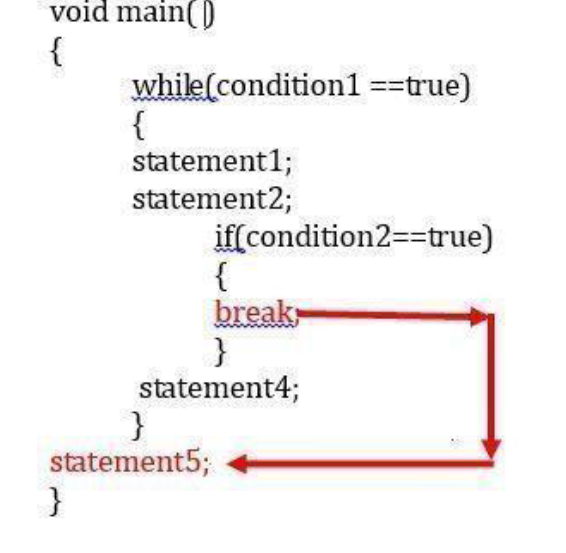 void main( )
{
while(condition1 ==true)
{
statement1;
statement2;
if(condition2==true)
{
break;
}
statement4;
}
statement5;
}